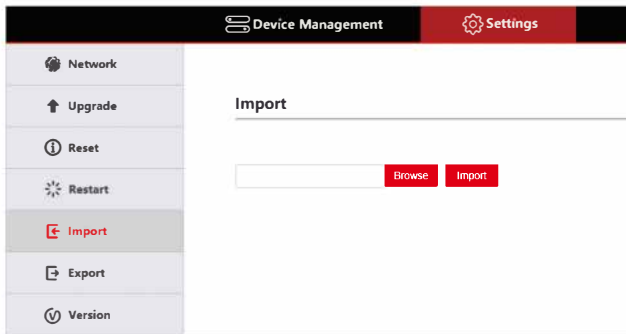 Device Management
Settings
Network
Upgrade
Reset
Restart
Import
Export
Version
Import
Browse
Import